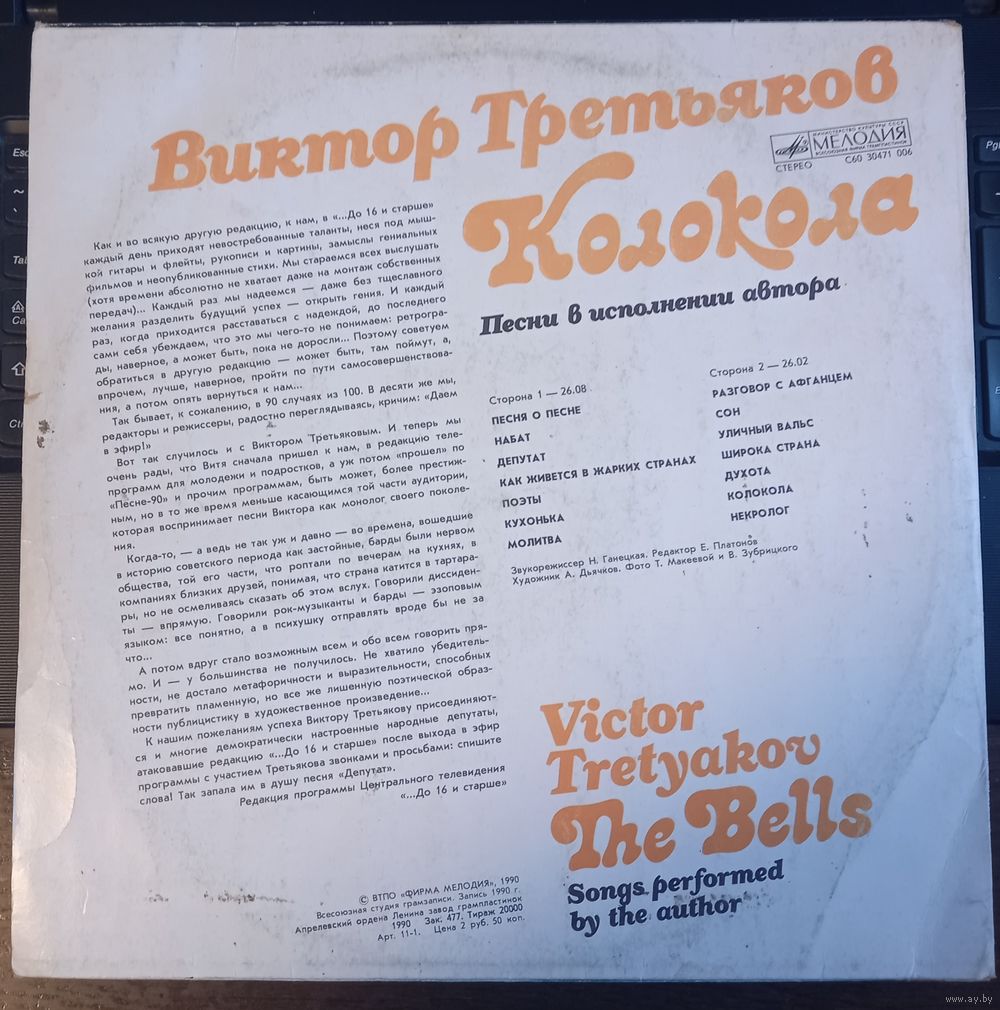 Виктор Третьяков
МИНИСТЕРСТВО КУЛЬТУРЫ СССР
МЕЛОДИЯ
ВСЕСОЮЗНАЯ ФИРМА ГРАМПЛАСТИНОК
СТЕРЕО С60 30471 006
Колокола
Песни в исполнении автора
Как и во всякую другую редакцию, к нам, в «...До 16 и старше»
каждый день приходят невостребованные таланты, неся под мыш-
кой гитары и флейты, рукописи и картины, замыслы гениальных
фильмов и неопубликованные стихи. Мы стараемся всех выслушать
(хотя времени абсолютно не хватает даже на монтаж собственных
передач)... Каждый раз мы надеемся — даже без тщеславного
желания разделить будущий успех — открыть гения. И каждый
раз, когда приходится расставаться с надеждой, до последнего
сами себя убеждаем, что это мы чего-то не понимаем: ретрогра-
ды, наверное, а может быть, пока не доросли... Поэтому советуем
обратиться в другую редакцию — может быть, там поймут, а,
впрочем, лучше, наверное, пройти по пути самосовершенствова-
ния, а потом опять вернуться к нам...
Так бывает, к сожалению, в 90 случаях из 100. В десяти же мы,
редакторы и режиссеры, радостно переглядываясь, кричим: «Даем
в эфир!»
Вот так случилось и с Виктором Третьяковым. И теперь мы
очень рады, что Витя сначала пришел к нам, в редакцию теле-
программ для молодежи и подростков, а уж потом «прошел» по
«Песне-90» и прочим программам, быть может, более престиж-
ным, но в то же время меньше касающимся той части аудитории,
которая воспринимает песни Виктора как монолог своего поколе-
ния.
Когда-то, — а ведь не так уж и давно — во времена, вошедшие
в историю советского периода как застойные, барды были нервом
общества, той его части, что роптали по вечерам на кухнях, в
компаниях близких друзей, понимая, что страна катится в тартара-
ры, но не осмеливаясь сказать об этом вслух. Говорили диссиден-
ты — впрямую. Говорили рок-музыканты и барды — эзоповым
языком: все понятно, а в психушку отправлять вроде бы не за
что...
А потом вдруг стало возможным всем и обо всем говорить пря-
мо. И — у большинства не получилось. Не хватило убедитель-
ности, не достало метафоричности и выразительности, способных
превратить пламенную, но все же лишенную поэтической образ-
ности публицистику в художественное произведение...
К нашим пожеланиям успеха Виктору Третьякову присоединяют-
ся и многие демократически настроенные народные депутаты,
атаковавшие редакцию «...До 16 и старше» после выхода в эфир
программы с участием Третьякова звонками и просьбами: спишите
слова! Так запала им в душу песня «Депутат».
Редакция программы Центрального телевидения
«...До 16 и старше»
Сторона 1 — 26.08
ПЕСНЯ О ПЕСНЕ
НАБАТ
ДЕПУТАТ
КАК ЖИВЕТСЯ В ЖАРКИХ СТРАНАХ
ПОЭТЫ
КУХОНЬКА
МОЛИТВА
Сторона 2 — 26.02
РАЗГОВОР С АФГАНЦЕМ
СОН
УЛИЧНЫЙ ВАЛЬС
ШИРОКА СТРАНА
ДУХОТА
КОЛОКОЛА
НЕКРОЛОГ
Звукорежиссер Н. Ганецкая. Редактор Е. Платонов
Художник А. Дьячков. Фото Т. Макеевой и В. Зубрицкого
Victor
Tretyakov
The Bells
Songs performed
by the author
© ВТПО «ФИРМА МЕЛОДИЯ», 1990
Всесоюзная студия грамзаписи. Запись 1990 г.
Апрелевский ордена Ленина завод грампластинок
1990 Зак. 477. Тираж 20000
Арт. 11-1. Цена 2 руб. 50 коп.
Esc
www.ay.by